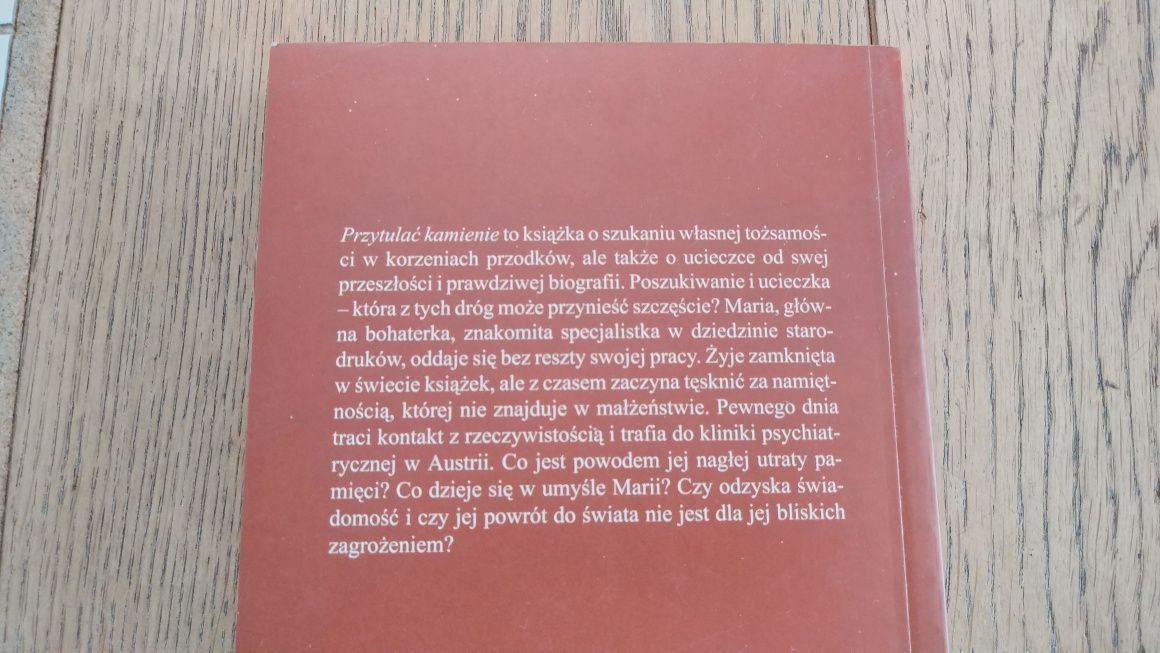 Przytulać kamienie to książka o szukaniu własnej tożsamoś-
ci w korzeniach przodków, ale także o ucieczce od swej
przeszłości i prawdziwej biografii. Poszukiwanie i ucieczka
– która z tych dróg może przynieść szczęście? Maria, głów-
na bohaterka, znakomita specjalistka w dziedzinie staro-
druków, oddaje się bez reszty swojej pracy. Żyje zamknięta
w świecie książek, ale z czasem zaczyna tęsknić za namięt-
nością, której nie znajduje w małżeństwie. Pewnego dnia
traci kontakt z rzeczywistością i trafia do kliniki psychiat-
rycznej w Austrii. Co jest powodem jej nagłej utraty pa-
mięci? Co dzieje się w umyśle Marii? Czy odzyska świa-
domość i czy jej powrót do świata nie jest dla jej bliskich
zagrożeniem?